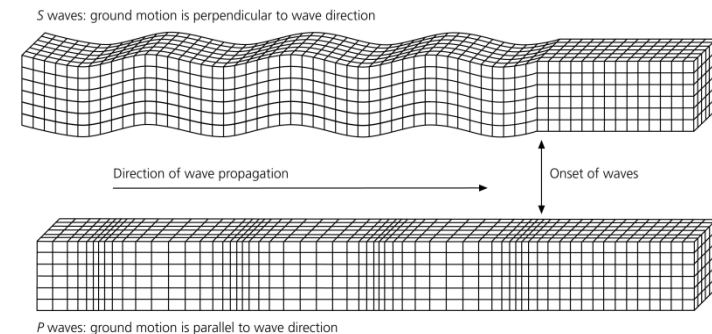 S waves: ground motion is perpendicular to wave direction
Direction of wave propagation
Onset of waves
P waves: ground motion is parallel to wave direction